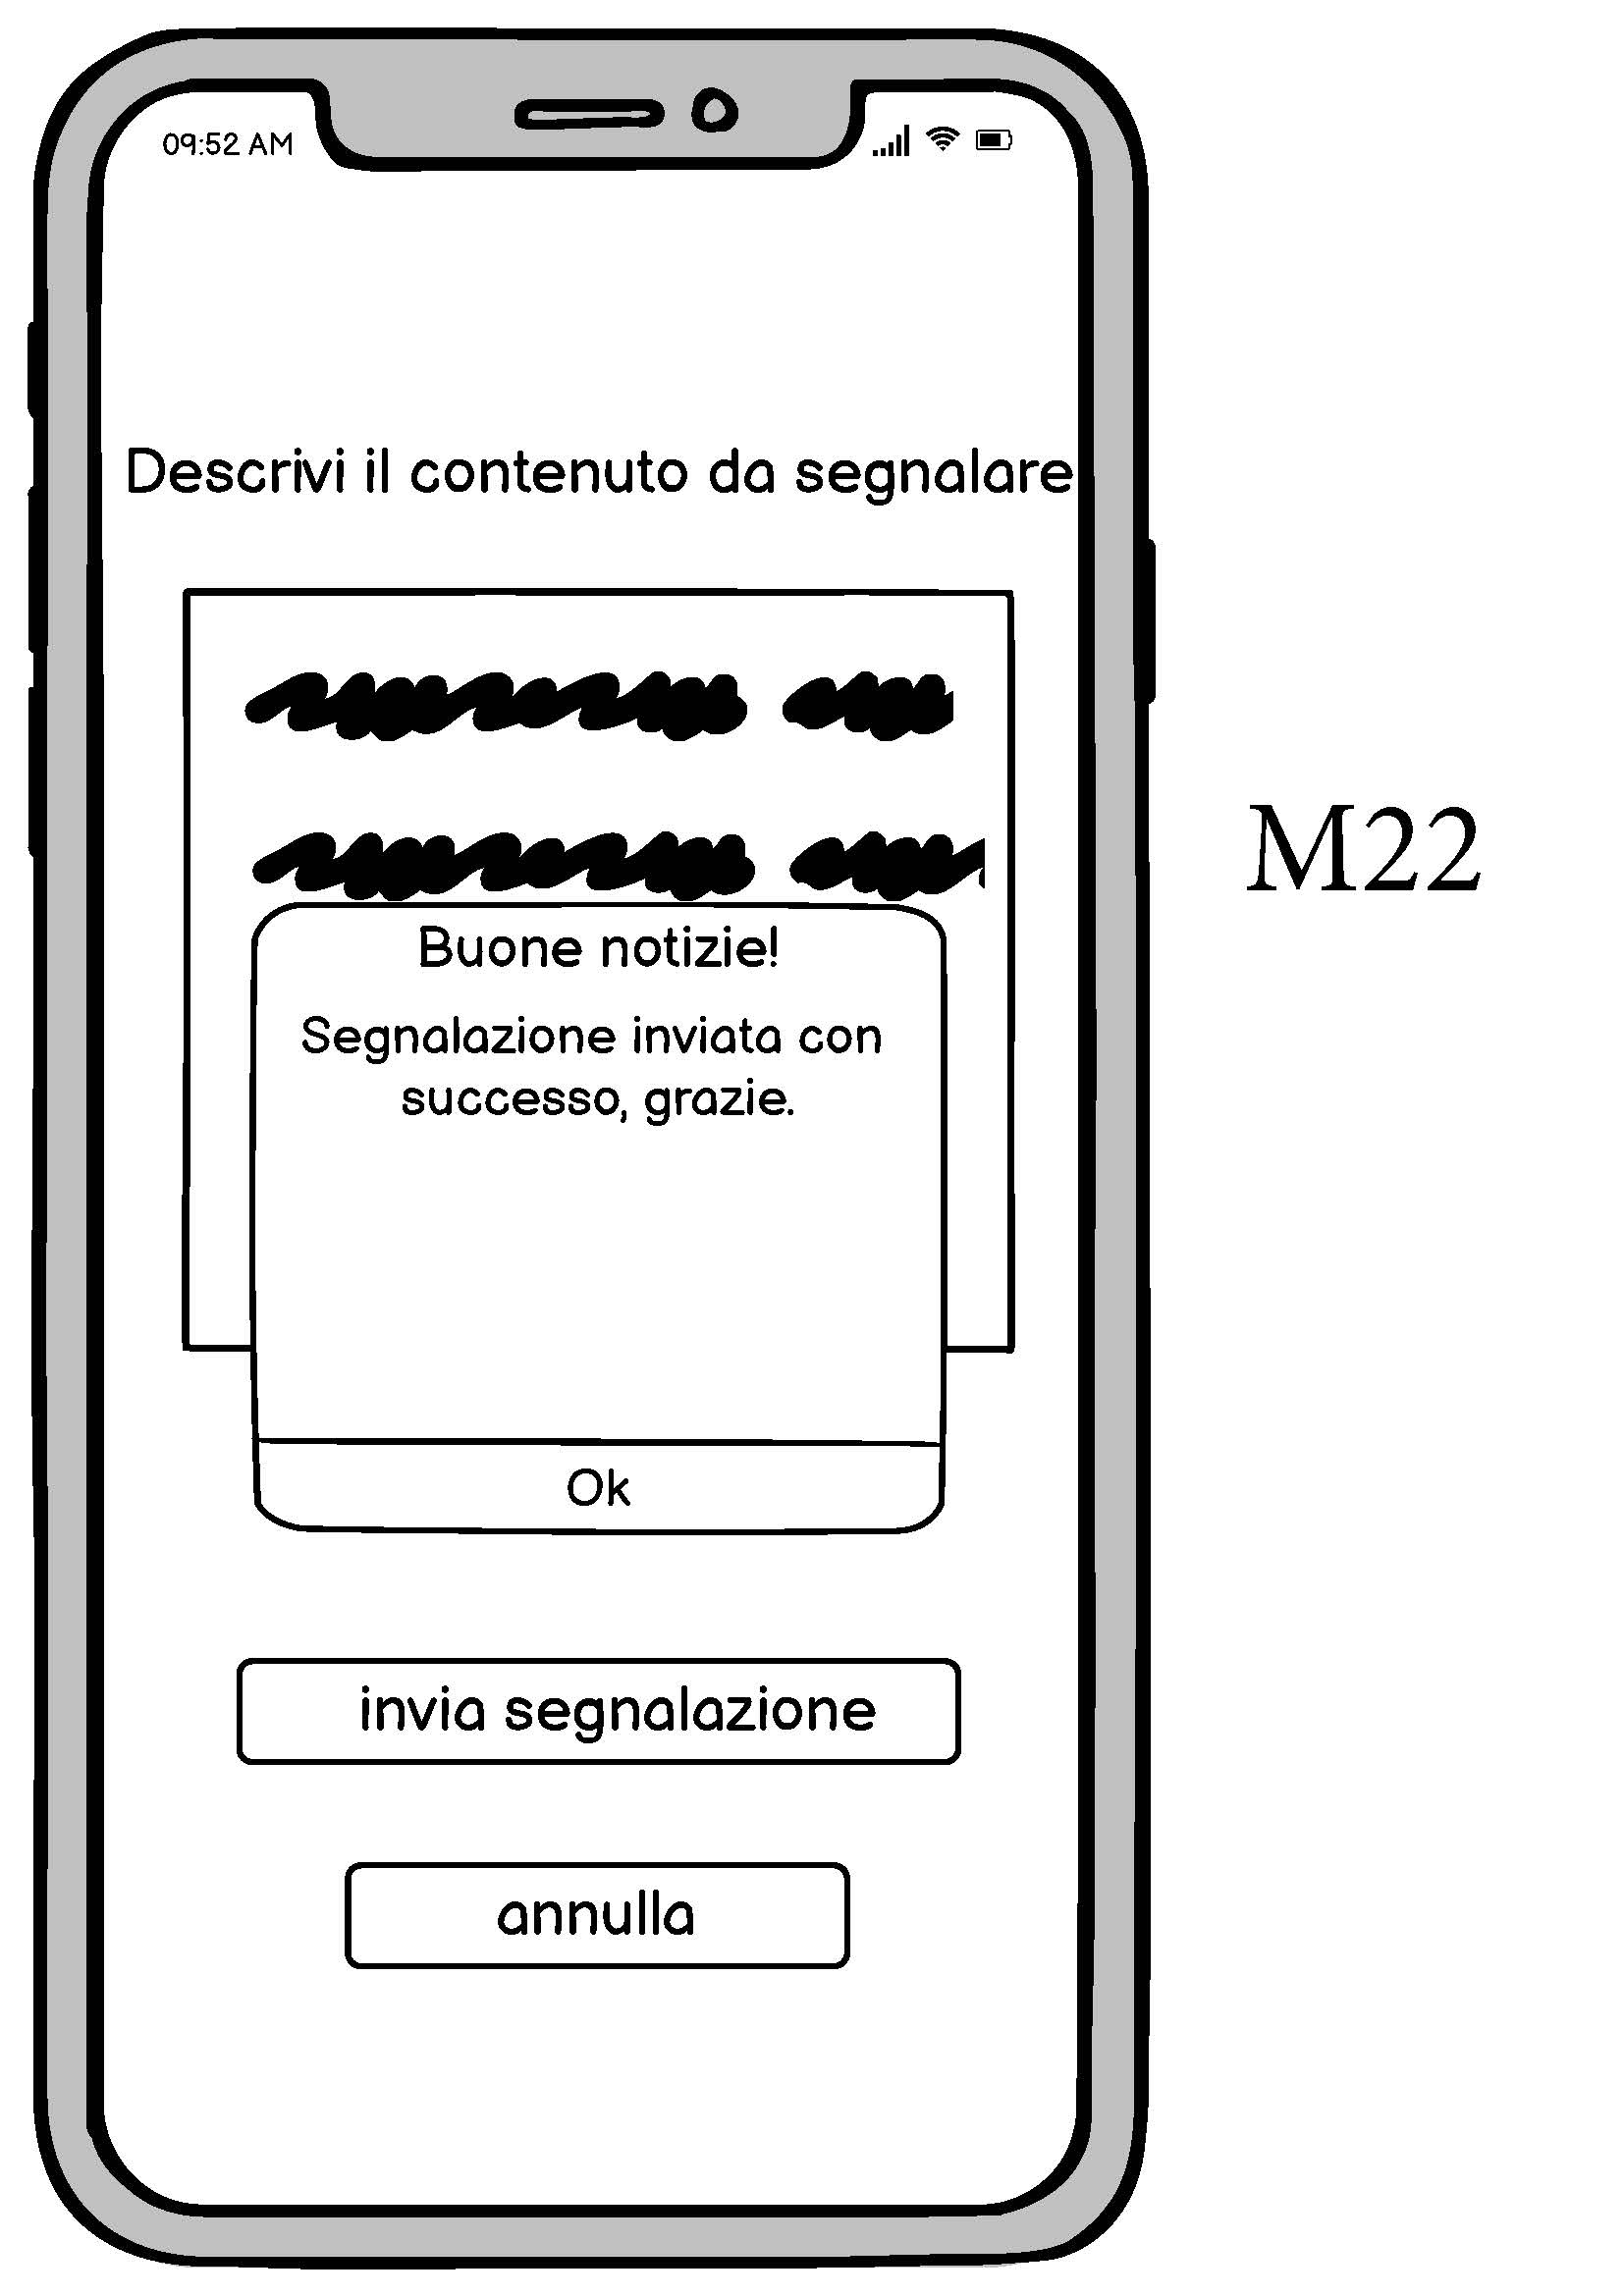 09:52 AM
Descrivi il contenuto da segnalare
Buone notizie!
Segnalazione inviata con
successo, grazie.
Ok
invia segnalazione
annulla
M22